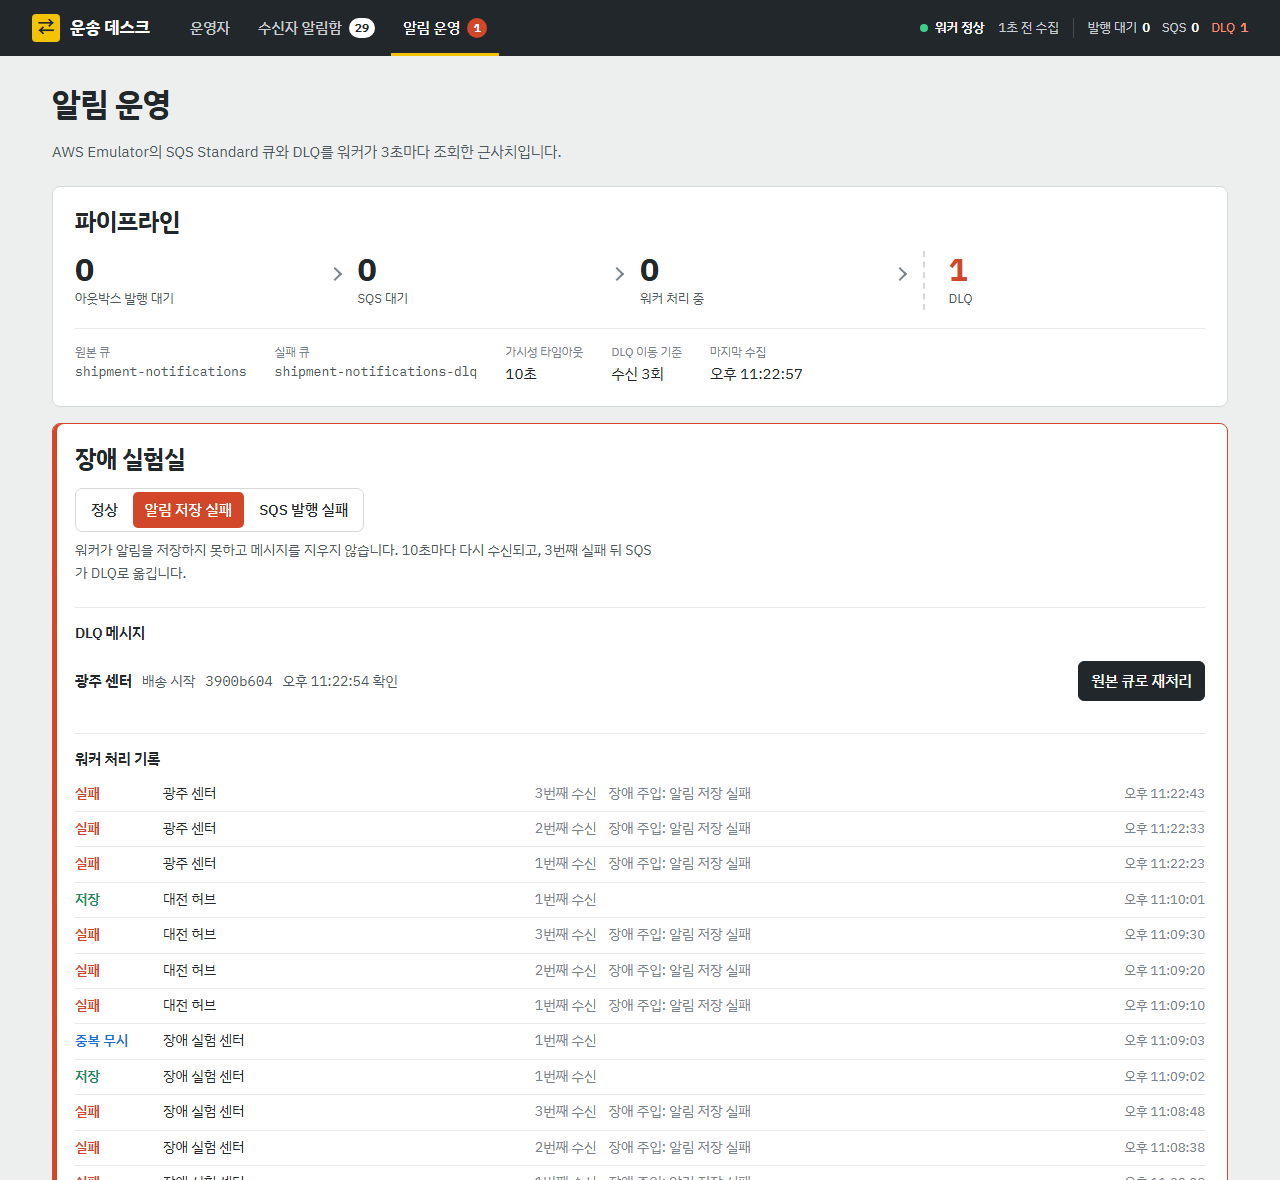 운송 데스크
운영자
수신자 알림함 29
알림 운영 1
워커 정상 1초 전 수집 발행 대기 0 SQS 0 DLQ 1
알림 운영
AWS Emulator의 SQS Standard 큐와 DLQ를 워커가 3초마다 조회한 근사치입니다.
파이프라인
0
아웃박스 발행 대기
0
SQS 대기
0
워커 처리 중
1
DLQ
원본 큐
shipment-notifications
실패 큐
shipment-notifications-dlq
가시성 타임아웃
10초
DLQ 이동 기준
수신 3회
마지막 수집
오후 11:22:57
장애 실험실
정상 알림 저장 실패 SQS 발행 실패
워커가 알림을 저장하지 못하고 메시지를 지우지 않습니다. 10초마다 다시 수신되고, 3번째 실패 뒤 SQS
가 DLQ로 옮깁니다.
DLQ 메시지
광주 센터 배송 시작 3900b604 오후 11:22:54 확인 원본 큐로 재처리
워커 처리 기록
실패 광주 센터 3번째 수신 장애 주입: 알림 저장 실패 오후 11:22:43
실패 광주 센터 2번째 수신 장애 주입: 알림 저장 실패 오후 11:22:33
실패 광주 센터 1번째 수신 장애 주입: 알림 저장 실패 오후 11:22:23
저장 대전 허브 1번째 수신 오후 11:10:01
실패 대전 허브 3번째 수신 장애 주입: 알림 저장 실패 오후 11:09:30
실패 대전 허브 2번째 수신 장애 주입: 알림 저장 실패 오후 11:09:20
실패 대전 허브 1번째 수신 장애 주입: 알림 저장 실패 오후 11:09:10
중복 무시 장애 실험 센터 1번째 수신 오후 11:09:03
저장 장애 실험 센터 1번째 수신 오후 11:09:02
실패 장애 실험 센터 3번째 수신 장애 주입: 알림 저장 실패 오후 11:08:48
실패 장애 실험 센터 2번째 수신 장애 주입: 알림 저장 실패 오후 11:08:38